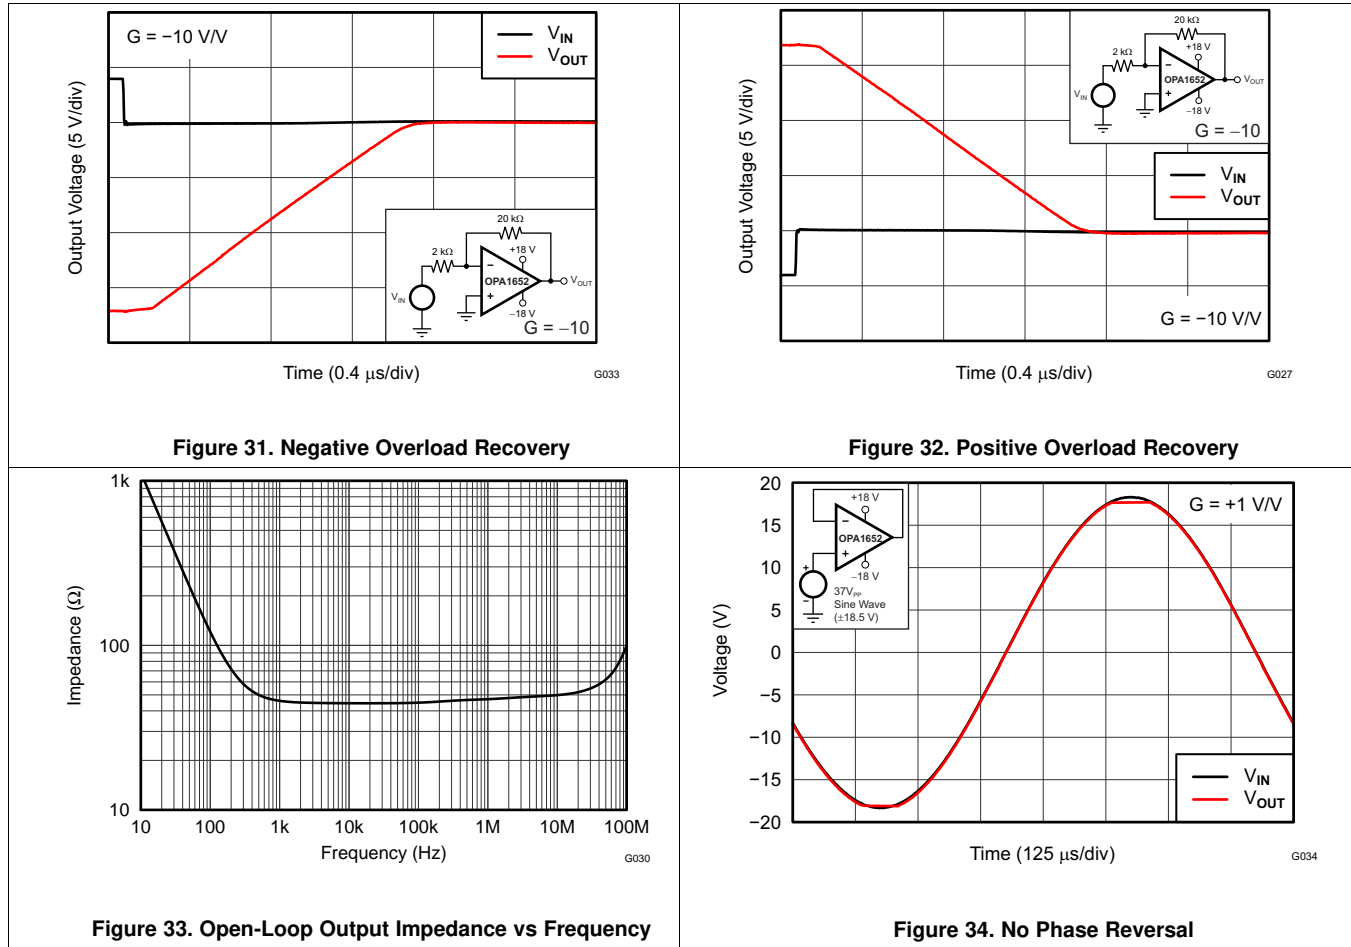 G = −10 V/V
VIN
VOUT
Output Voltage (5 V/div)
20 kΩ
2 kΩ
+18 V
−
OPA1652
+
VOUT
VIN
−18 V
G = −10
Time (0.4 µs/div)
G033
Figure 31. Negative Overload Recovery
20 kΩ
2 kΩ
+18 V
−
OPA1652
+
VOUT
VIN
−18 V
G = −10
Output Voltage (5 V/div)
VIN
VOUT
G = −10 V/V
Time (0.4 µs/div)
G027
Figure 32. Positive Overload Recovery
1k
100
10
Impedance (Ω)
10 100 1k 10k 100k 1M 10M 100M
Frequency (Hz)
G030
Figure 33. Open-Loop Output Impedance vs Frequency
20
15
10
5
0
−5
−10
−15
−20
Voltage (V)
+18 V
−
OPA1652
+
−18 V
+
−
37VPP
Sine Wave
(±18.5 V)
G = +1 V/V
VIN
VOUT
Time (125 µs/div)
G034
Figure 34. No Phase Reversal